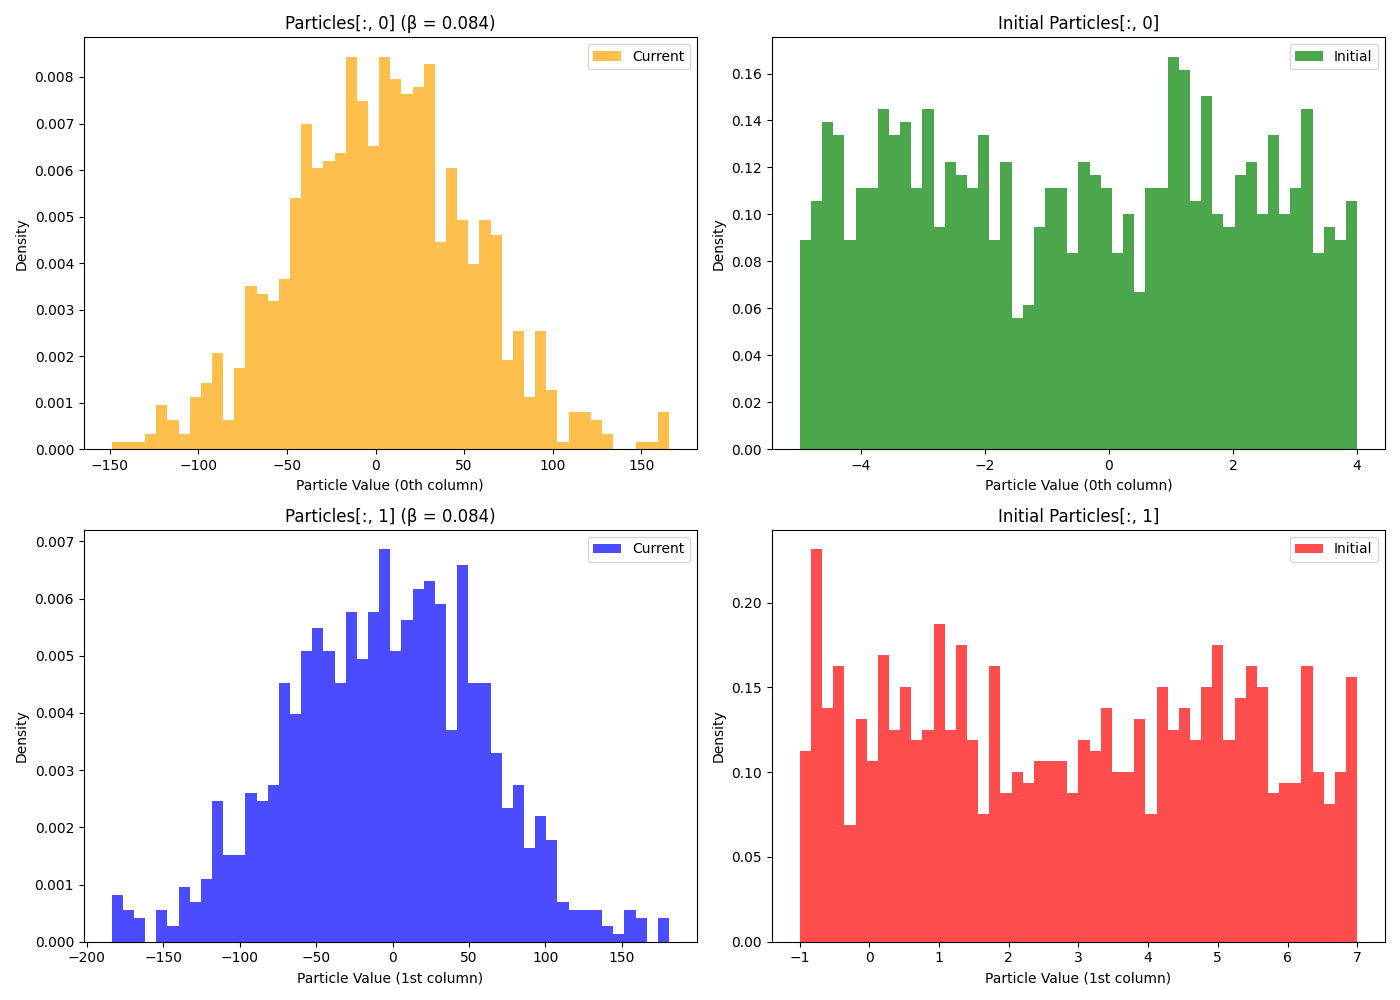 Particles[:, 0] (β = 0.084)
Current
Density
0.008
0.007
0.006
0.005
0.004
0.003
0.002
0.001
0.000
−150 −100 −50 0 50 100 150
Particle Value (0th column)
Initial Particles[:, 0]
Initial
Density
0.16
0.14
0.12
0.10
0.08
0.06
0.04
0.02
0.00
−4 −2 0 2 4
Particle Value (0th column)
Particles[:, 1] (β = 0.084)
Current
Density
0.007
0.006
0.005
0.004
0.003
0.002
0.001
0.000
−200 −150 −100 −50 0 50 100 150
Particle Value (1st column)
Initial Particles[:, 1]
Initial
Density
0.20
0.15
0.10
0.05
0.00
−1 0 1 2 3 4 5 6 7
Particle Value (1st column)